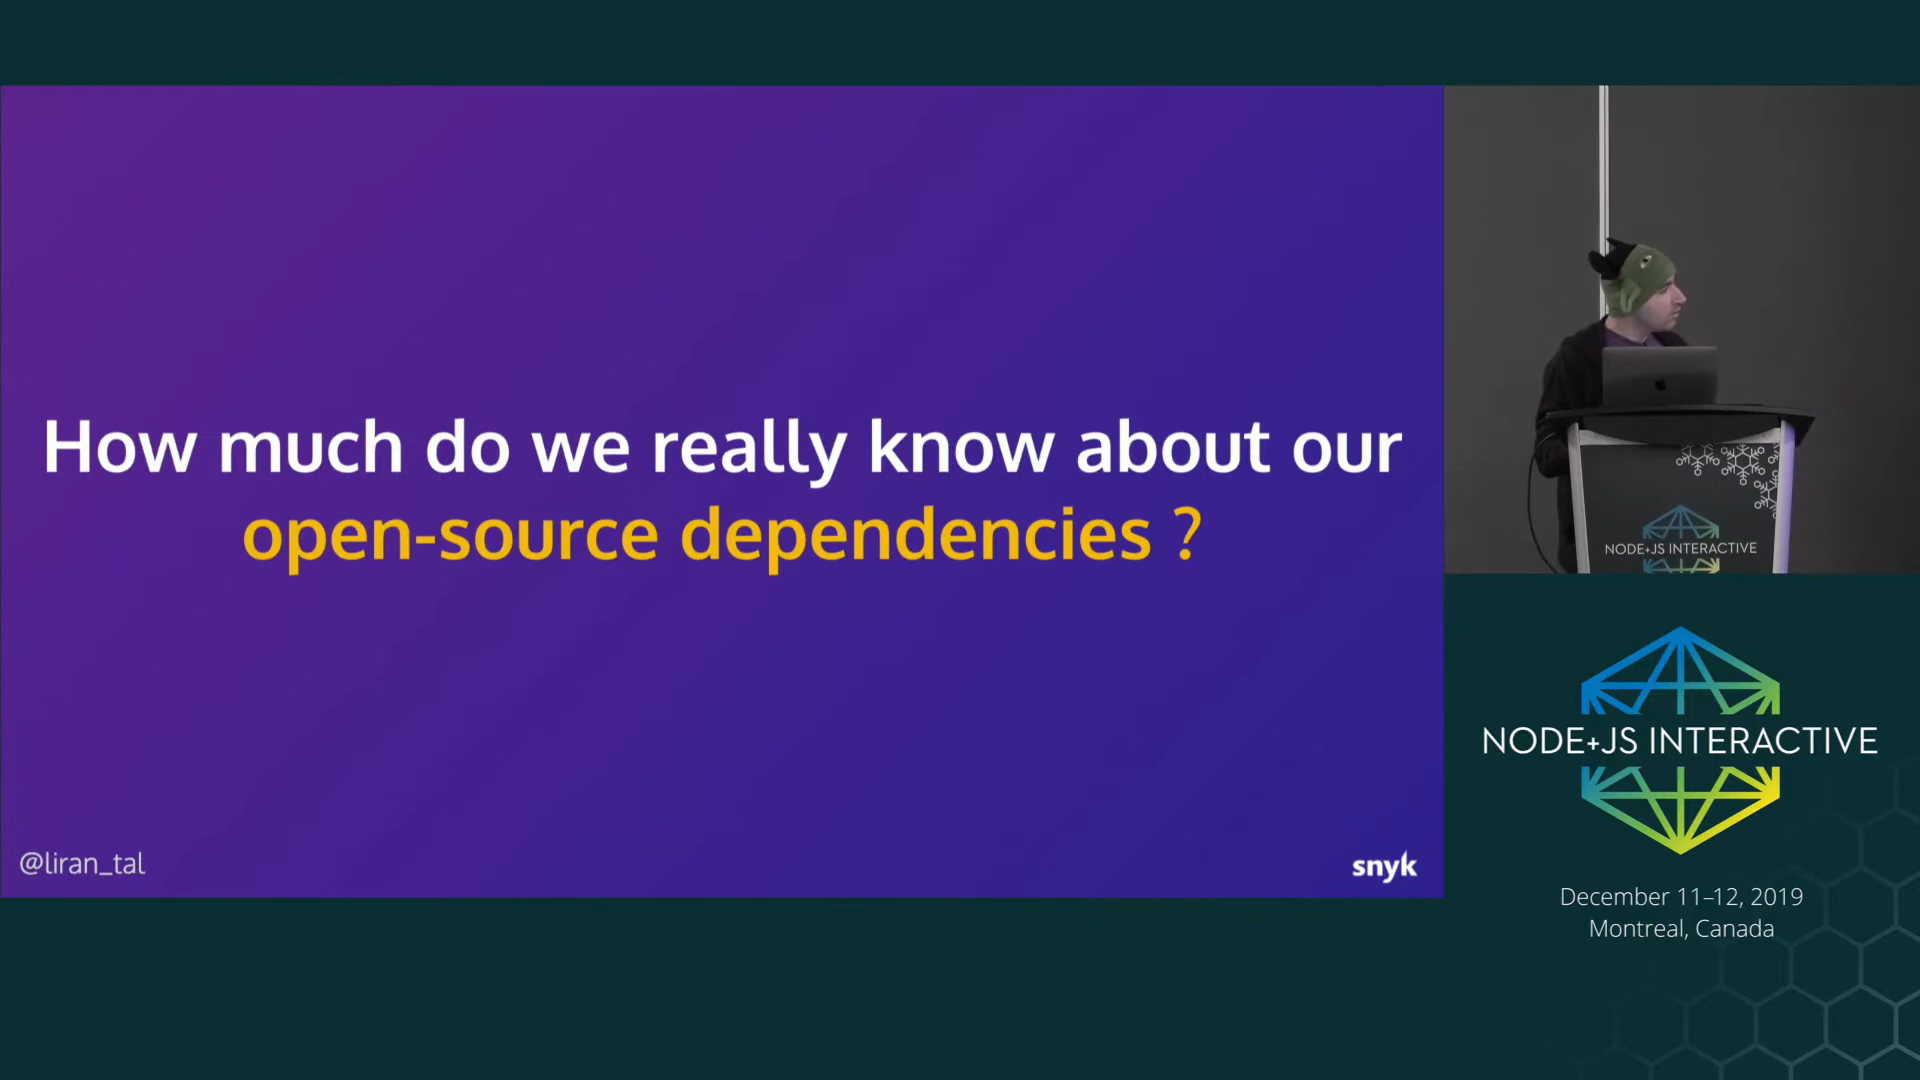 How much do we really know about our
open-source dependencies ?
@liran_tal
snyk
NODE+JS INTERACTIVE
NODE+JS INTERACTIVE
December 11–12, 2019
Montreal, Canada